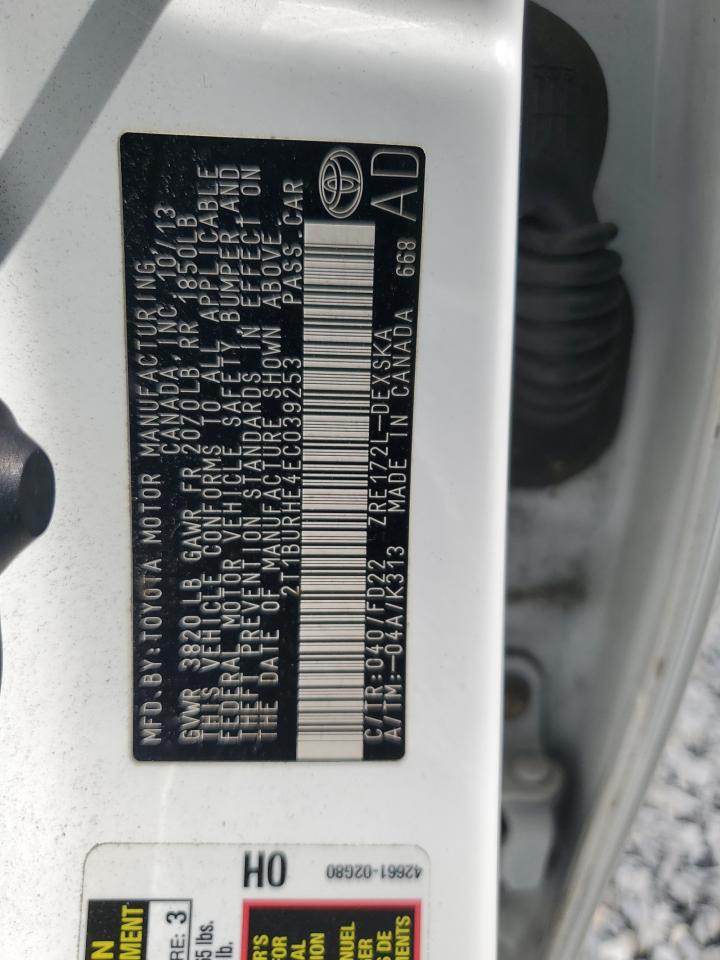 MFD.BY:TOYOTA MOTOR MANUFACTURING
CANADA,INC. 10/13
GVWR 3820LB GAWR FR 2070LB RR 1850LB
THIS VEHICLE CONFORMS TO ALL APPLICABLE
FEDERAL MOTOR VEHICLE SAFETY, BUMPER AND
THEFT PREVENTION STANDARDS IN EFFECT ON
THE DATE OF MANUFACTURE SHOWN ABOVE.
2T1BURHE4EC039253 PASS.CAR
C/TR:040/FD22 ZRE172L-DEXSKA
A/TM:-04A/K313 MADE IN CANADA 668
AD
42661-02G80
0H